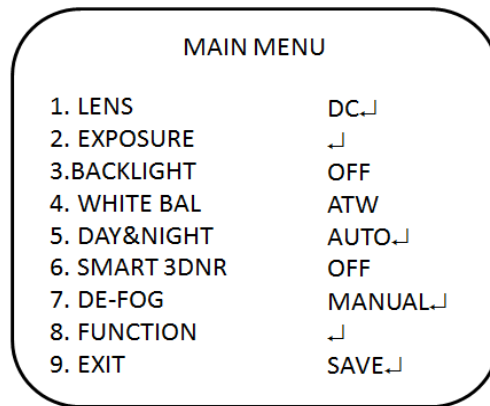 MAIN MENU
1. LENS DC↵
2. EXPOSURE ↵
3.BACKLIGHT OFF
4. WHITE BAL ATW
5. DAY&NIGHT AUTO↵
6. SMART 3DNR OFF
7. DE-FOG MANUAL↵
8. FUNCTION ↵
9. EXIT SAVE↵